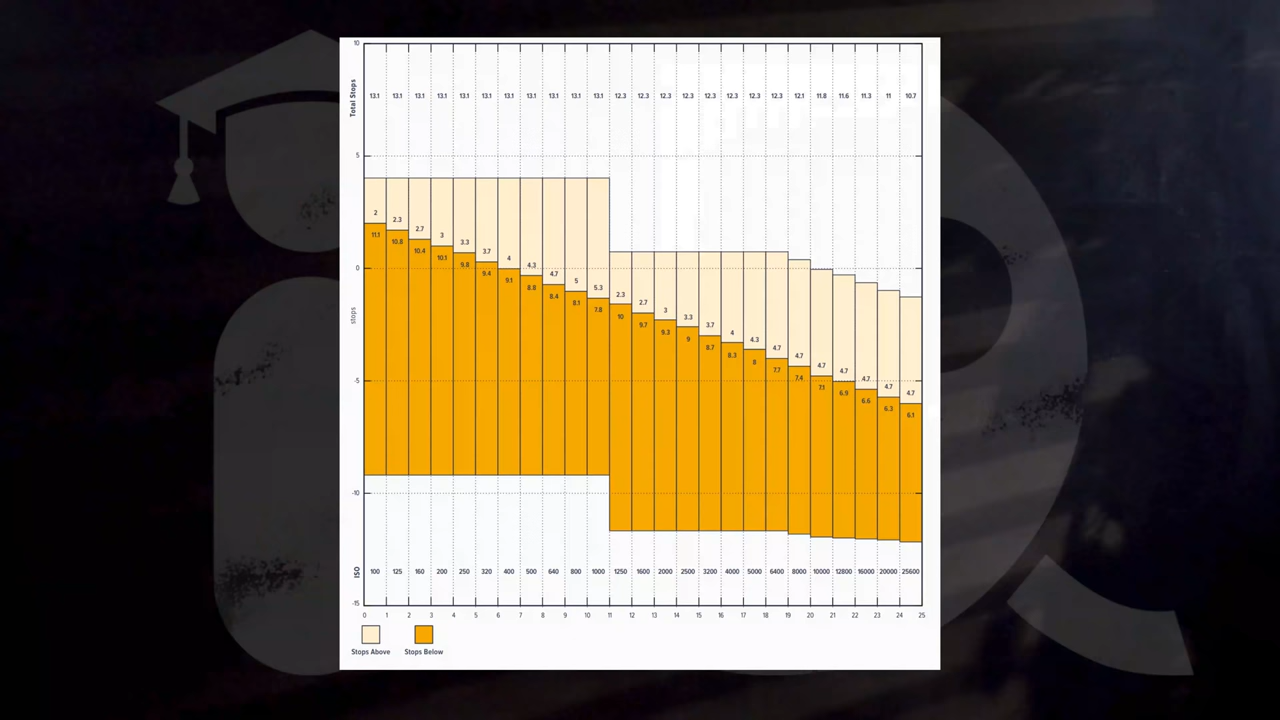 10
Total Stops
13.1 13.1 13.1 13.1 13.1 13.1 13.1 13.1 13.1 13.1 13.1 12.3 12.3 12.3 12.3 12.3 12.3 12.3 12.3 12.1 11.8 11.6 11.3 11 10.7
5
2 2.3 2.7 3 3.3 3.7 4 4.3 4.7 5 5.3 2.3 2.7 3 3.3 3.7 4 4.3 4.7 4.7 4.7 4.7 4.7 4.7 4.7
11.1 10.8 10.4 10.1 9.8 9.4 9.1 8.8 8.4 8.1 7.8 10 9.7 9.3 9 8.7 8.3 8 7.7 7.4 7.1 6.9 6.6 6.3 6.1
0
stops
-5
-10
ISO
100 125 160 200 250 320 400 500 640 800 1000 1250 1600 2000 2500 3200 4000 5000 6400 8000 10000 12800 16000 20000 25600
-15
0 1 2 3 4 5 6 7 8 9 10 11 12 13 14 15 16 17 18 19 20 21 22 23 24 25
Stops Above Stops Below